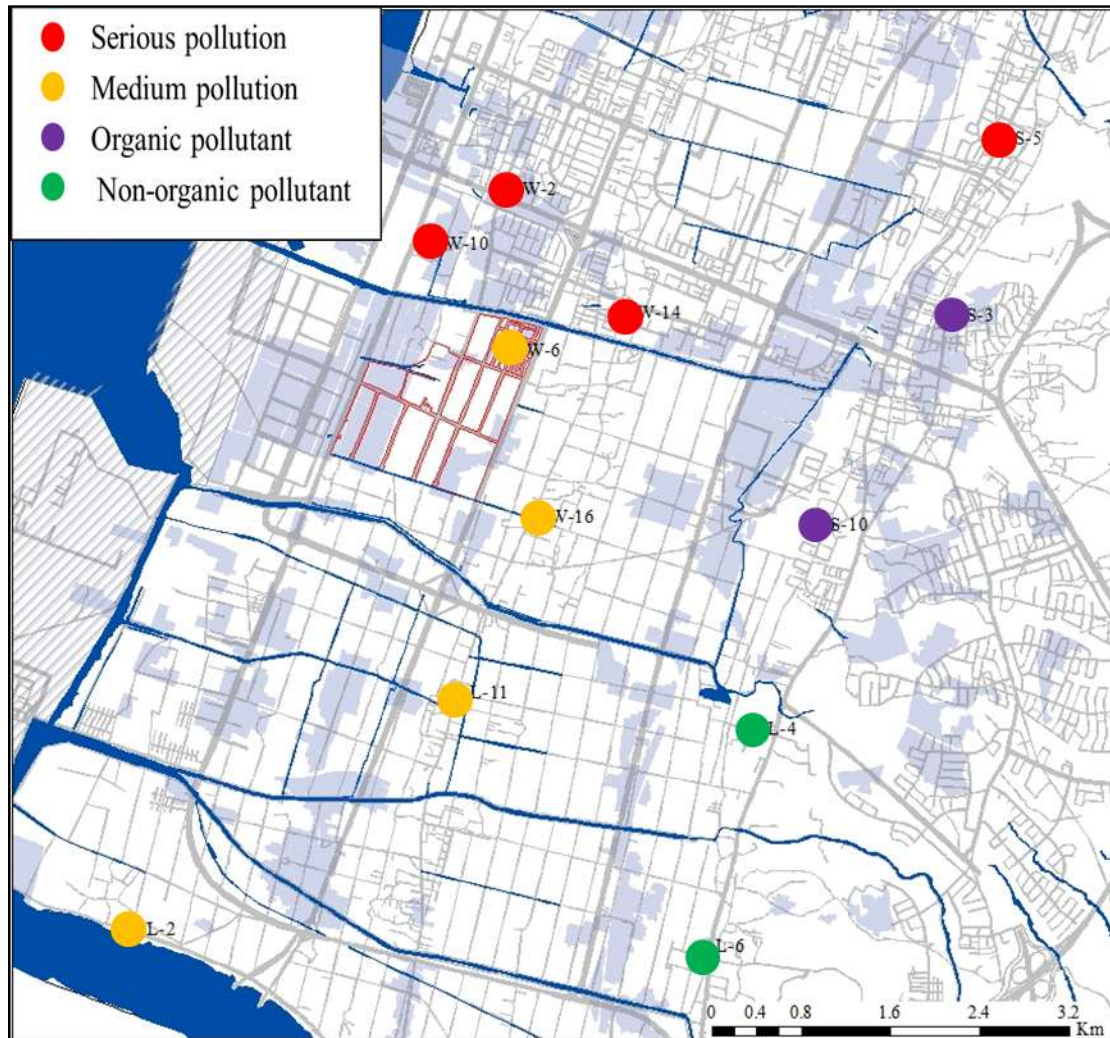 Serious pollution
Medium pollution
Organic pollutant
Non-organic pollutant
S-5
W-2
W-10
W-14
S-3
W-6
W-16
S-10
L-11
L-4
L-2
L-6
0 0.4 0.8 1.6 2.4 3.2
Km